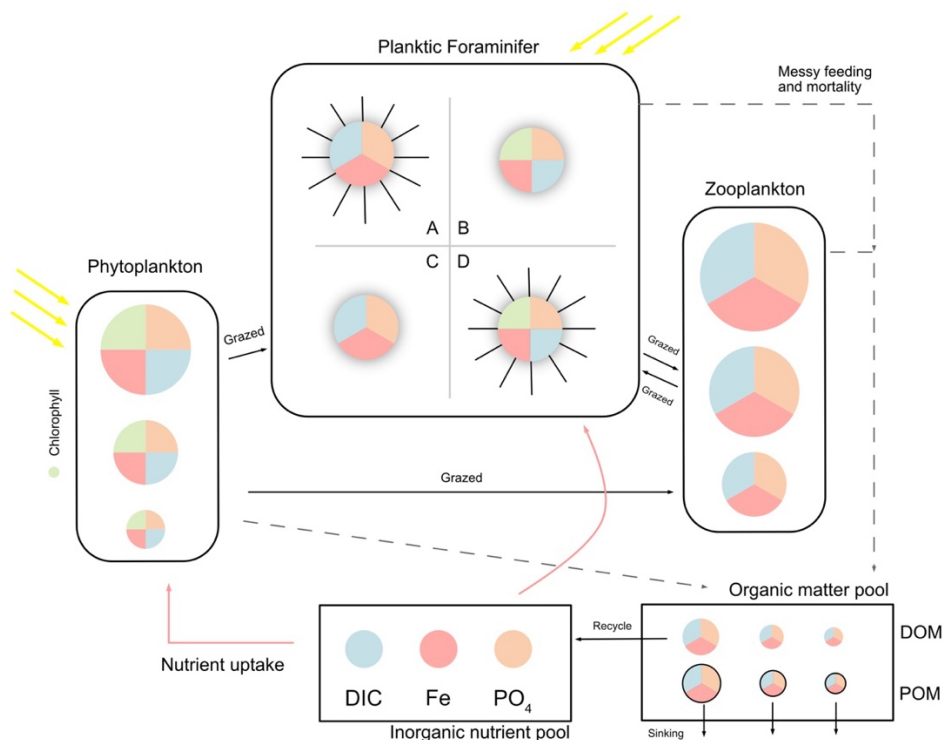 Planktic Foraminifer
Messy feeding
and mortality
Zooplankton
A
B
C
D
Phytoplankton
Grazed
Grazed
Grazed
Chlorophyll
Grazed
Organic matter pool
Recycle
DOM
Nutrient uptake
DIC
Fe
PO₄
POM
Inorganic nutrient pool
Sinking